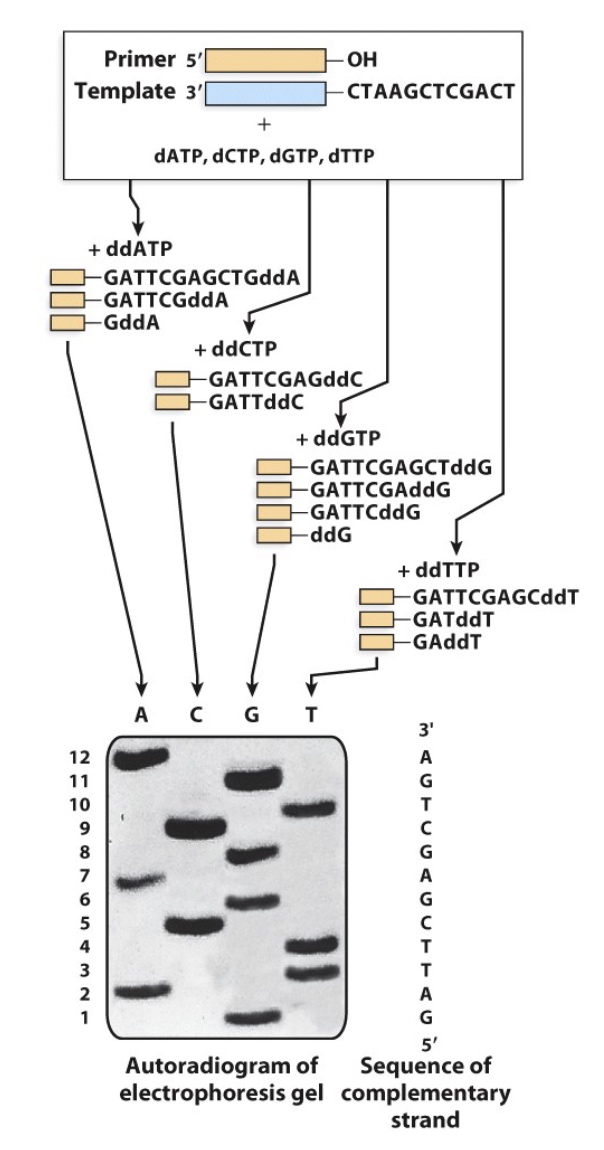 Primer 5′ OH
Template 3′ CTAAGCTCGACT
+
dATP, dCTP, dGTP, dTTP
+ ddATP
GATTCGAGCTGddA
GATTCGddA
GddA
+ ddCTP
GATTCGAGddC
GATTddC
+ ddGTP
GATTCGAGCTddG
GATTCGAddG
GATTCddG
ddG
+ ddTTP
GATTCGAGCddT
GATddT
GAddT
A C G T
3'
12 A
11 G
10 T
9 C
8 G
7 A
6 G
5 C
4 T
3 T
2 A
1 G
5′
Autoradiogram of
electrophoresis gel
Sequence of
complementary
strand